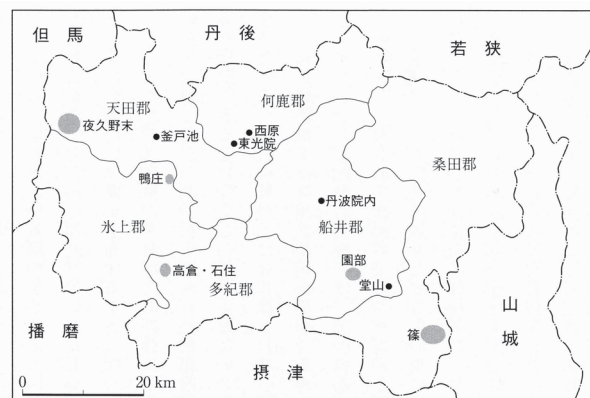 但馬
丹後
若狭
天田郡
何鹿郡
夜久野末
釜戸池
西原
東光院
桑田郡
鴨庄
丹波院内
氷上郡
船井郡
園部
高倉・石住
多紀郡
堂山
篠
山城
播磨
摂津
0
20 km